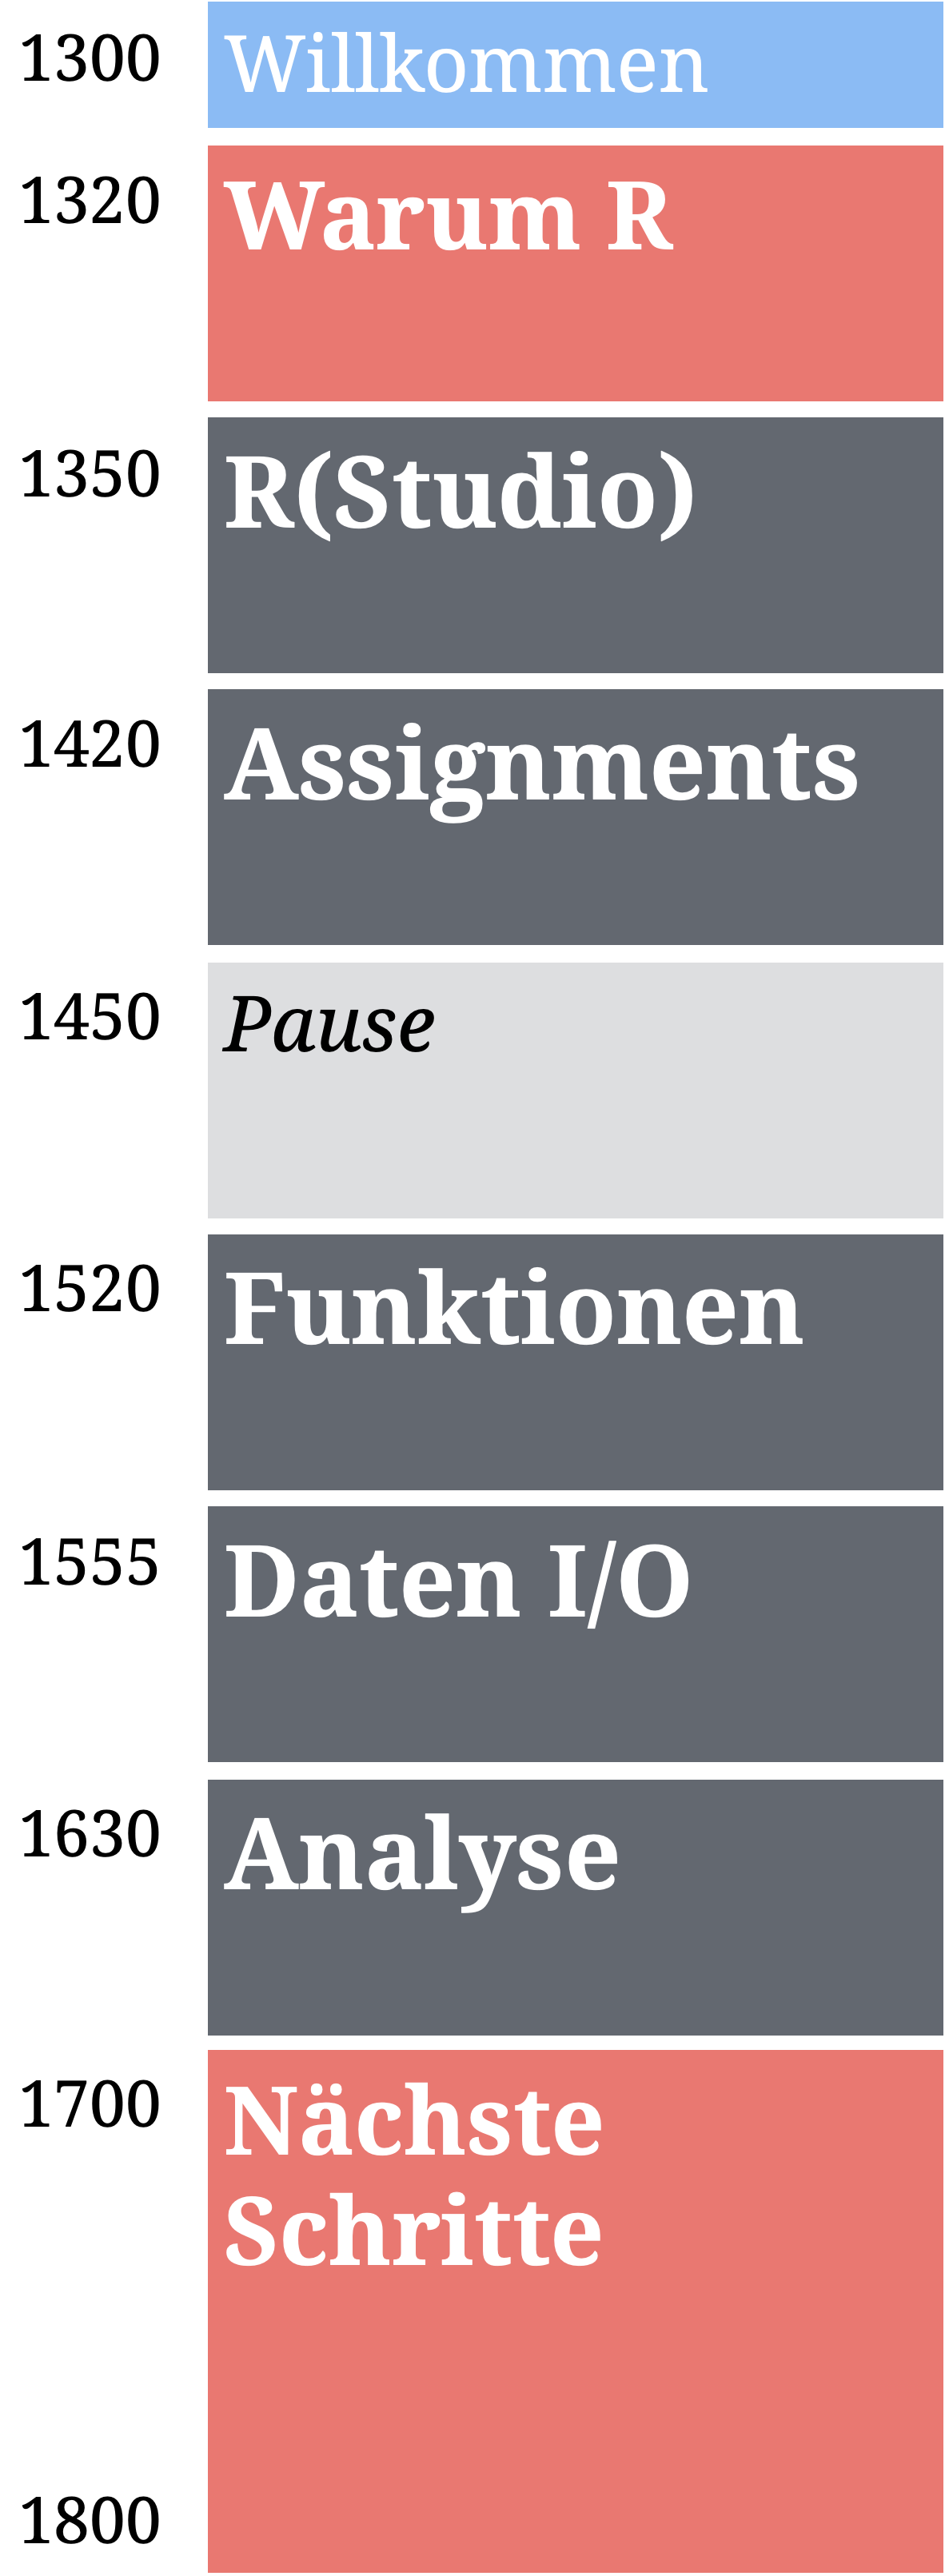 1300 Willkommen
1320 Warum R
1350 R(Studio)
1420 Assignments
1450 Pause
1520 Funktionen
1555 Daten I/O
1630 Analyse
1700 Nächste
Schritte
1800